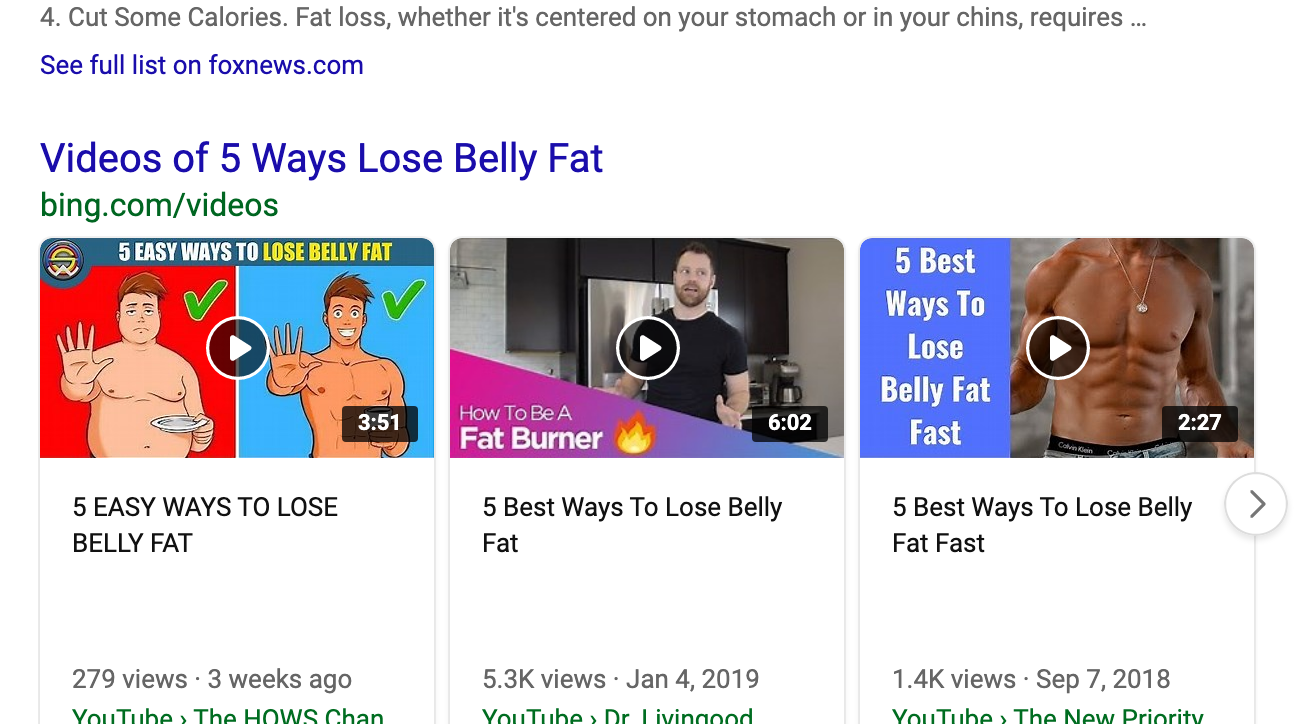 4. Cut Some Calories. Fat loss, whether it's centered on your stomach or in your chins, requires ...
See full list on foxnews.com
Videos of 5 Ways Lose Belly Fat
bing.com/videos
5 EASY WAYS TO LOSE BELLY FAT
3:51
How To Be A
Fat Burner
6:02
5 Best
Ways To
Lose
Belly Fat
Fast
Calvin Klein
2:27
5 EASY WAYS TO LOSE
BELLY FAT
279 views · 3 weeks ago
YouTube › The HOWS Chan
5 Best Ways To Lose Belly
Fat
5.3K views · Jan 4, 2019
YouTube › Dr. Livingood
5 Best Ways To Lose Belly
Fat Fast
1.4K views · Sep 7, 2018
YouTube › The New Priority